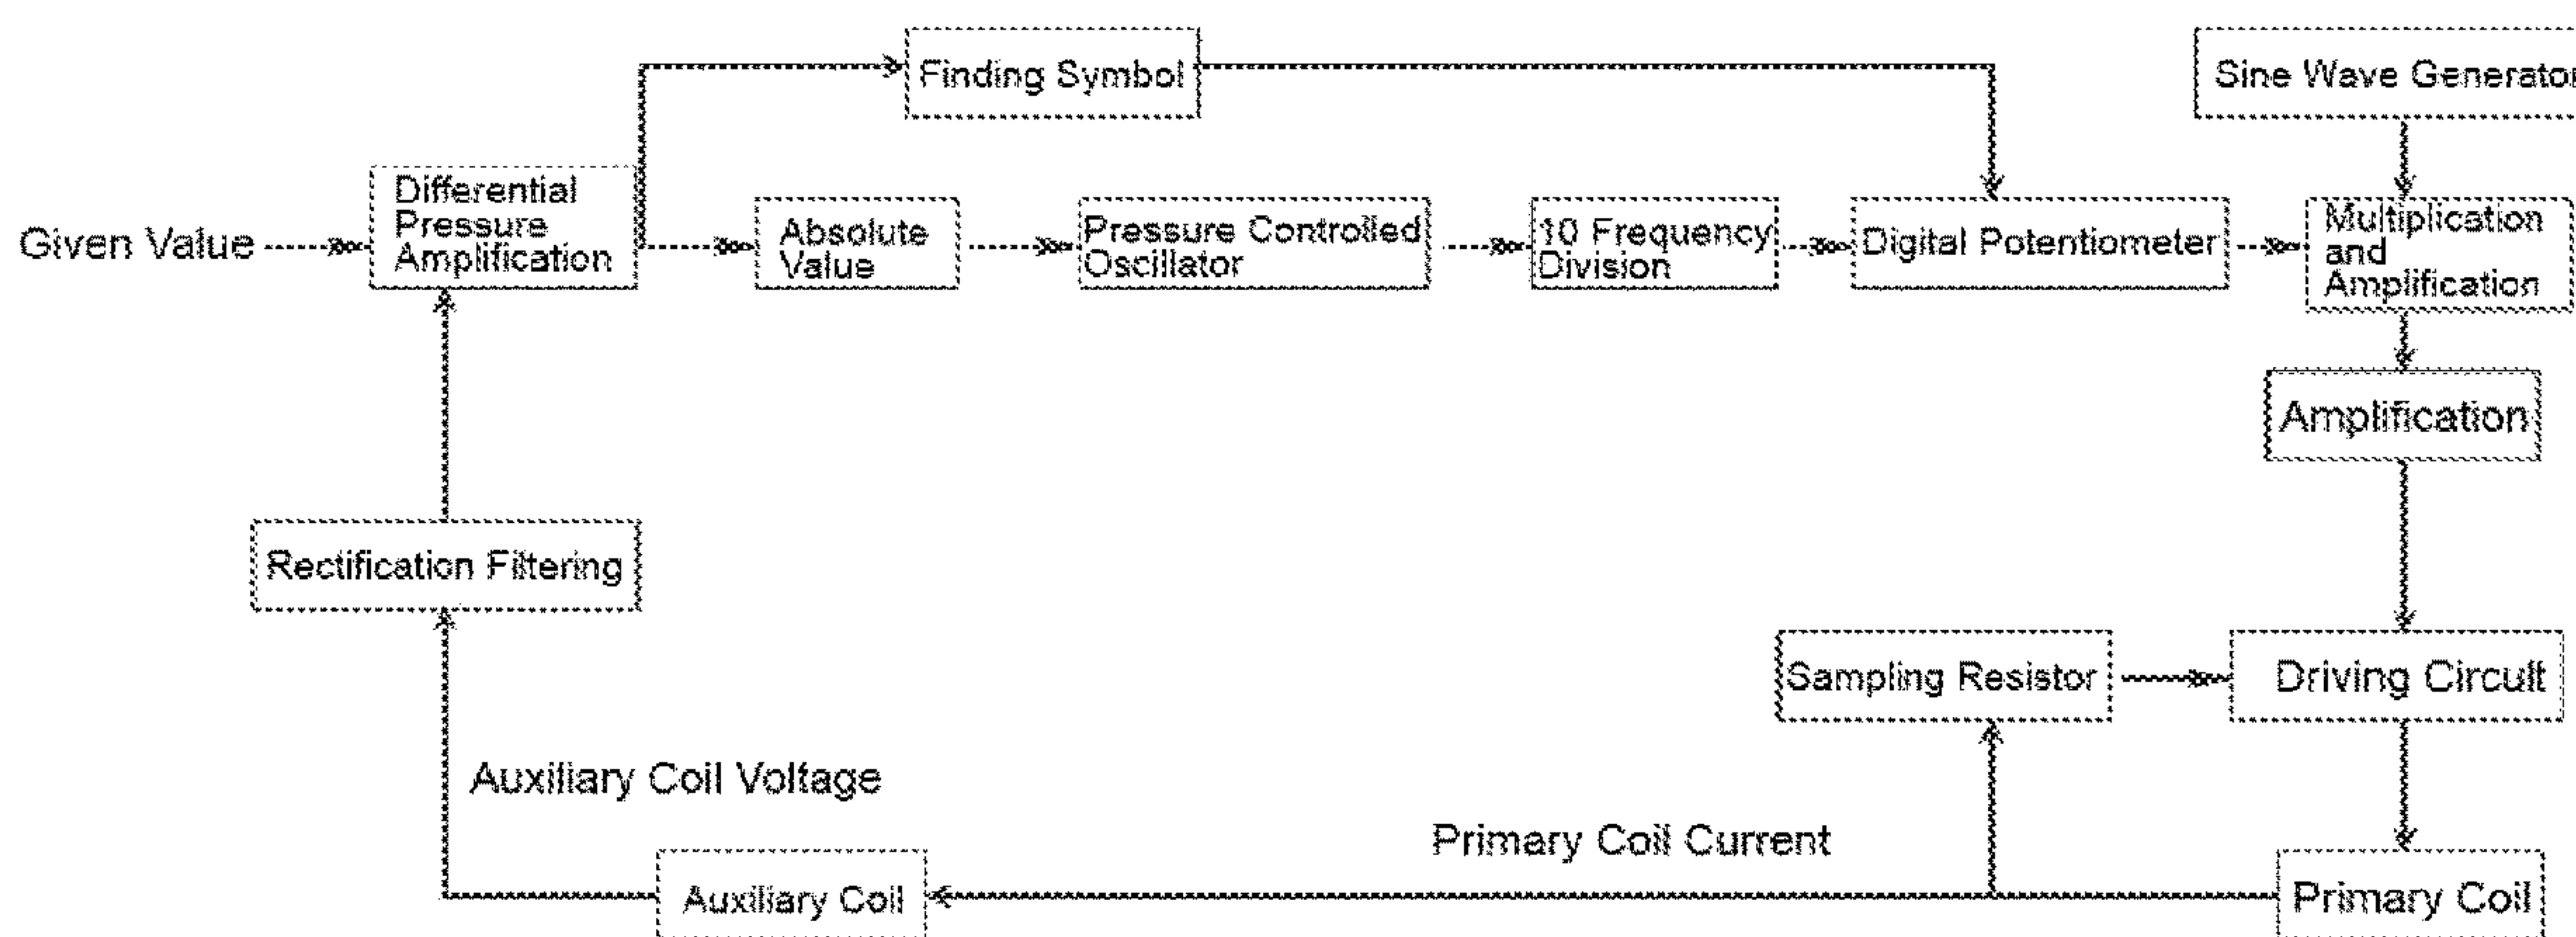 Finding Symbol
Sine Wave Generator
Differential
Pressure
Amplification
Given Value
Absolute
Value
Pressure Controlled
Oscillator
10 Frequency
Division
Digital Potentiometer
Multiplication
and
Amplification
Amplification
Rectification Filtering
Sampling Resistor
Driving Circuit
Auxiliary Coil Voltage
Primary Coil Current
Auxiliary Coil
Primary Coil